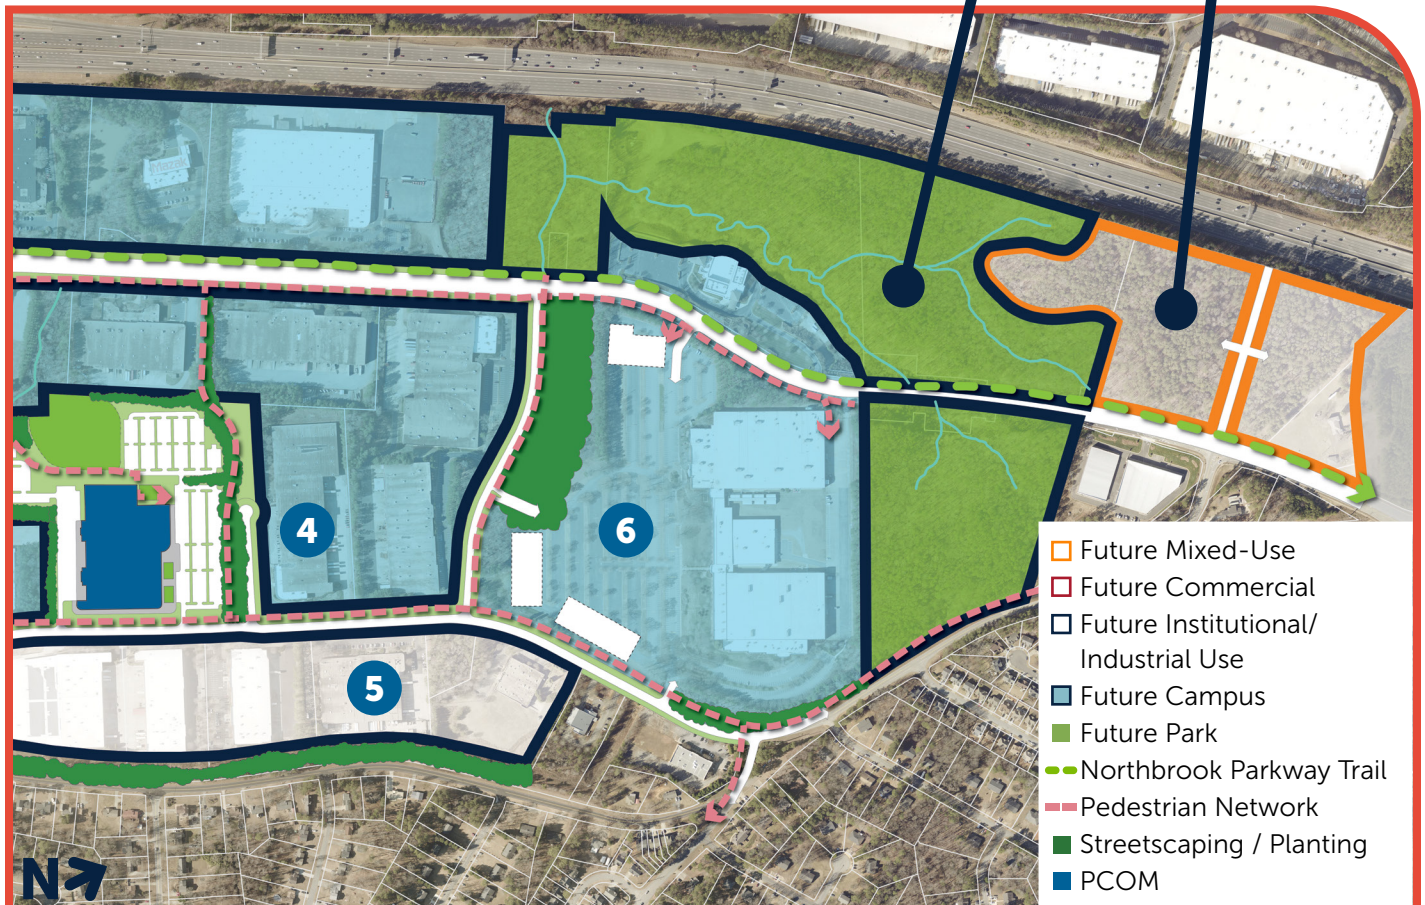 4
6
5
Future Mixed-Use
Future Commercial
Future Institutional/
Industrial Use
Future Campus
Future Park
Northbrook Parkway Trail
Pedestrian Network
Streetscaping / Planting
PCOM
N